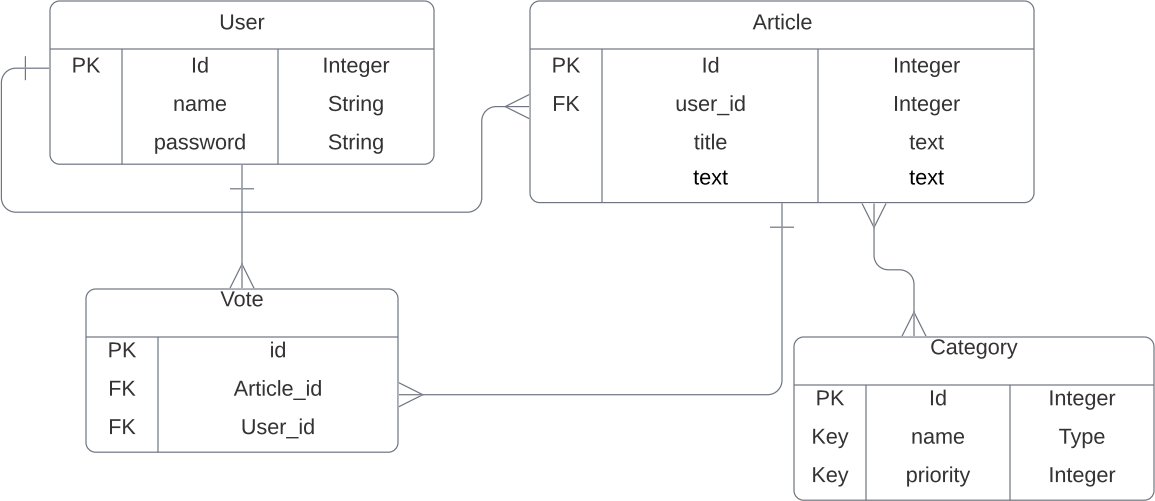 User
PK Id Integer
name String
password String
Article
PK Id Integer
FK user_id Integer
title text
text text
Vote
PK id
FK Article_id
FK User_id
Category
PK Id Integer
Key name Type
Key priority Integer